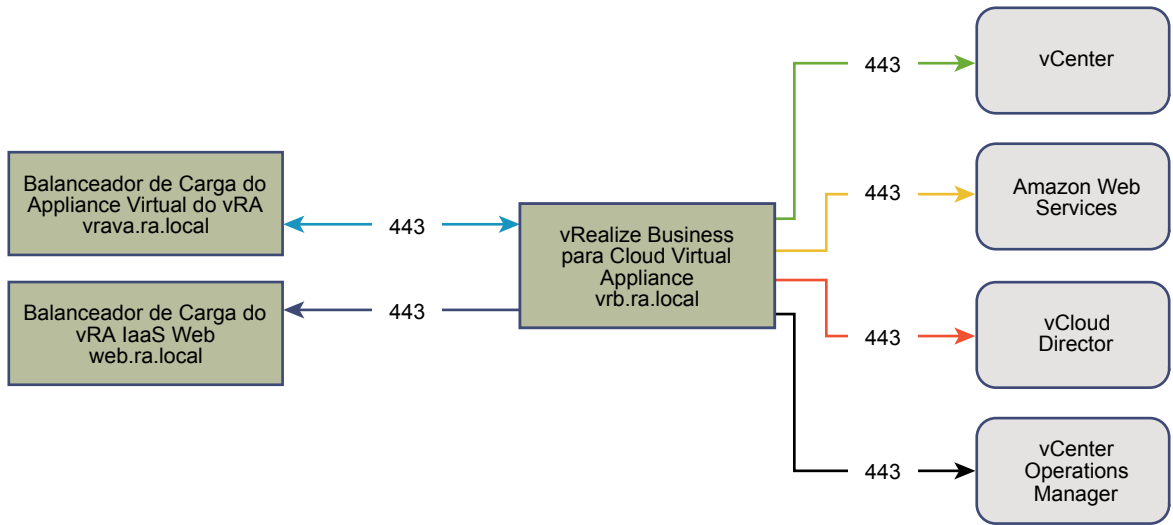 Balanceador de Carga do
Appliance Virtual do vRA
vrava.ra.local
443
Balanceador de Carga do
vRA IaaS Web
web.ra.local
443
vRealize Business
para Cloud Virtual
Appliance
vrb.ra.local
443
vCenter
443
Amazon Web
Services
443
vCloud
Director
443
vCenter
Operations
Manager